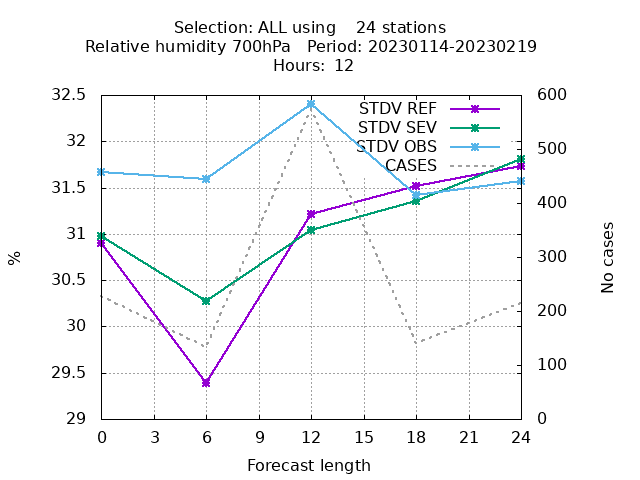 Selection: ALL using    24 stations
Relative humidity 700hPa   Period: 20230114-20230219
Hours: 12
32.5
32
31.5
31
30.5
30
29.5
29
%
STDV REF
STDV SEV
STDV OBS
CASES
600
500
400
300
200
100
0
No cases
0 3 6 9 12 15 18 21 24
Forecast length